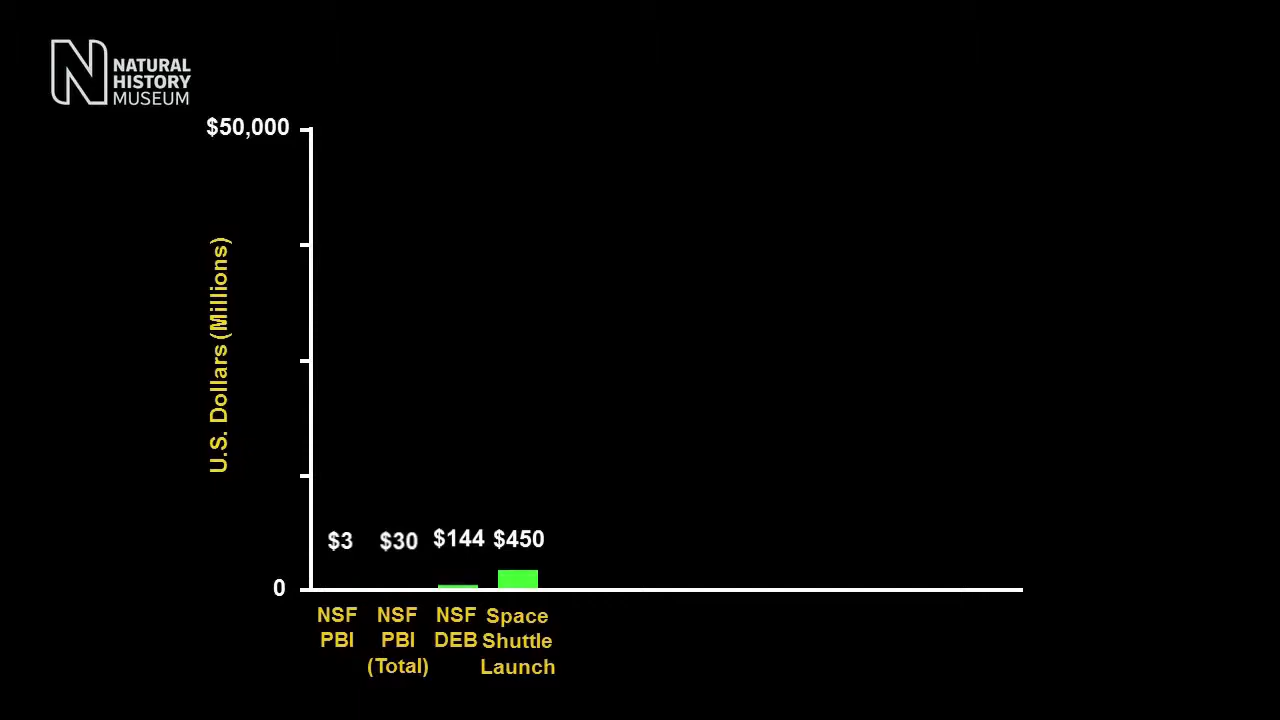 NATURAL
HISTORY
MUSEUM
$50,000
U.S. Dollars (Millions)
$3 $30 $144 $450
0
NSF PBI
NSF PBI (Total)
NSF DEB
Space Shuttle Launch